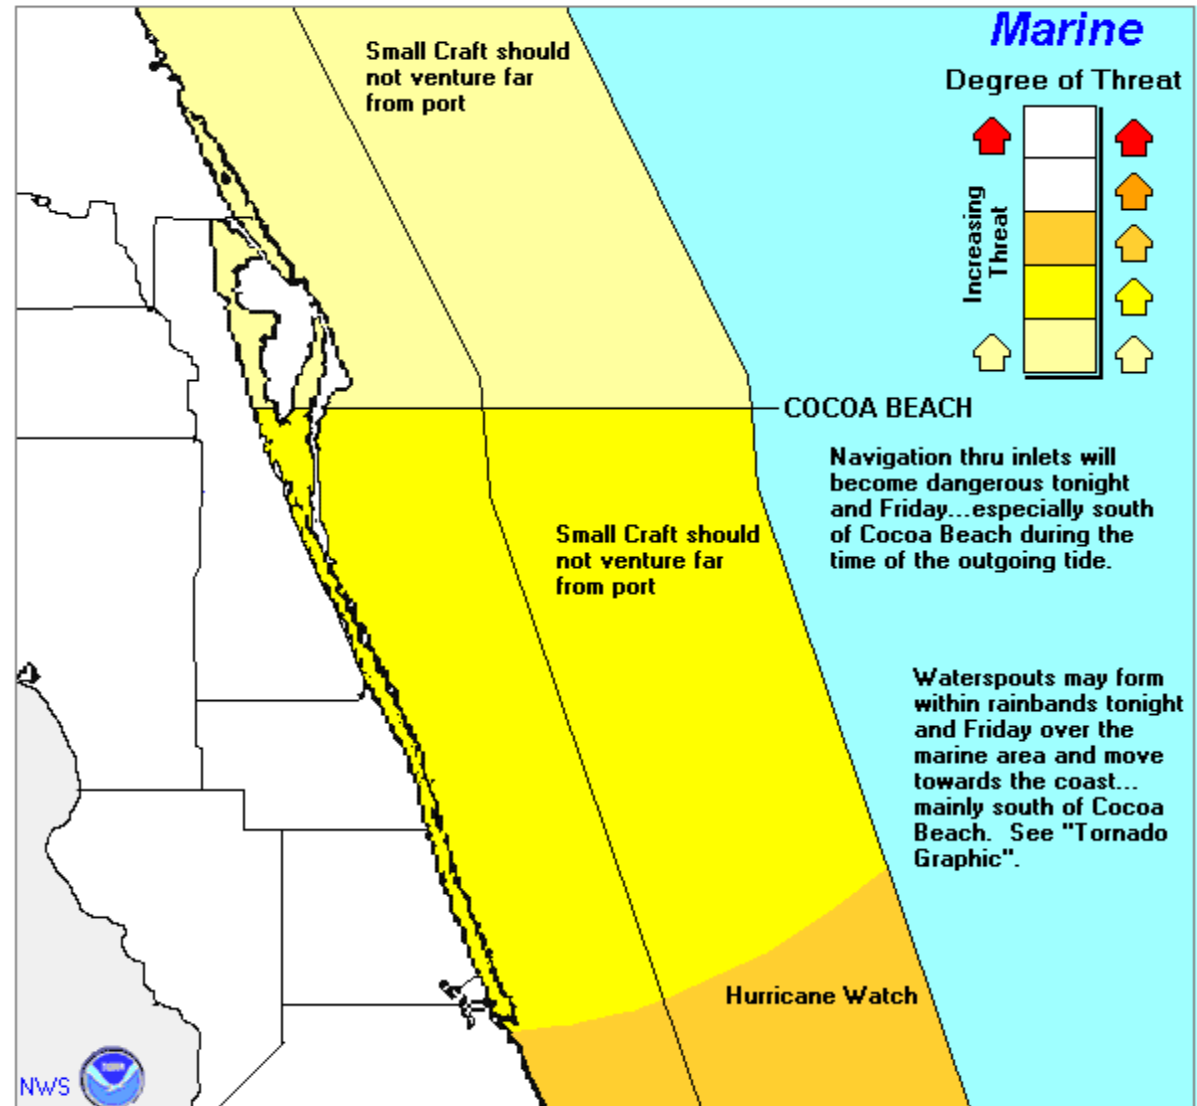 Marine
Degree of Threat
Increasing
Threat
Small Craft should
not venture far
from port
COCOA BEACH
Navigation thru inlets will
become dangerous tonight
and Friday...especially south
of Cocoa Beach during the
time of the outgoing tide.
Small Craft should
not venture far
from port
Waterspouts may form
within rainbands tonight
and Friday over the
marine area and move
towards the coast...
mainly south of Cocoa
Beach.  See "Tornado
Graphic".
Hurricane Watch
NWS